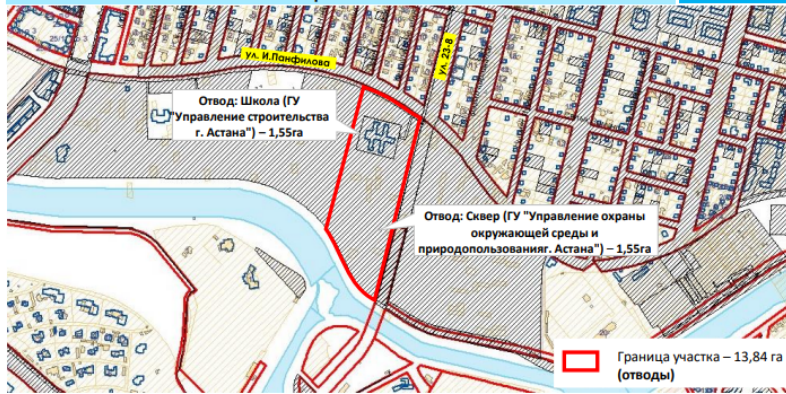 ул. И.Панфилова
ул. 23-8
Отвод: Школа (ГУ
"Управление строительства
г. Астана") – 1,55га
Отвод: Сквер (ГУ "Управление охраны
окружающей среды и
природопользованияг. Астана") – 1,55га
Граница участка – 13,84 га
(отводы)